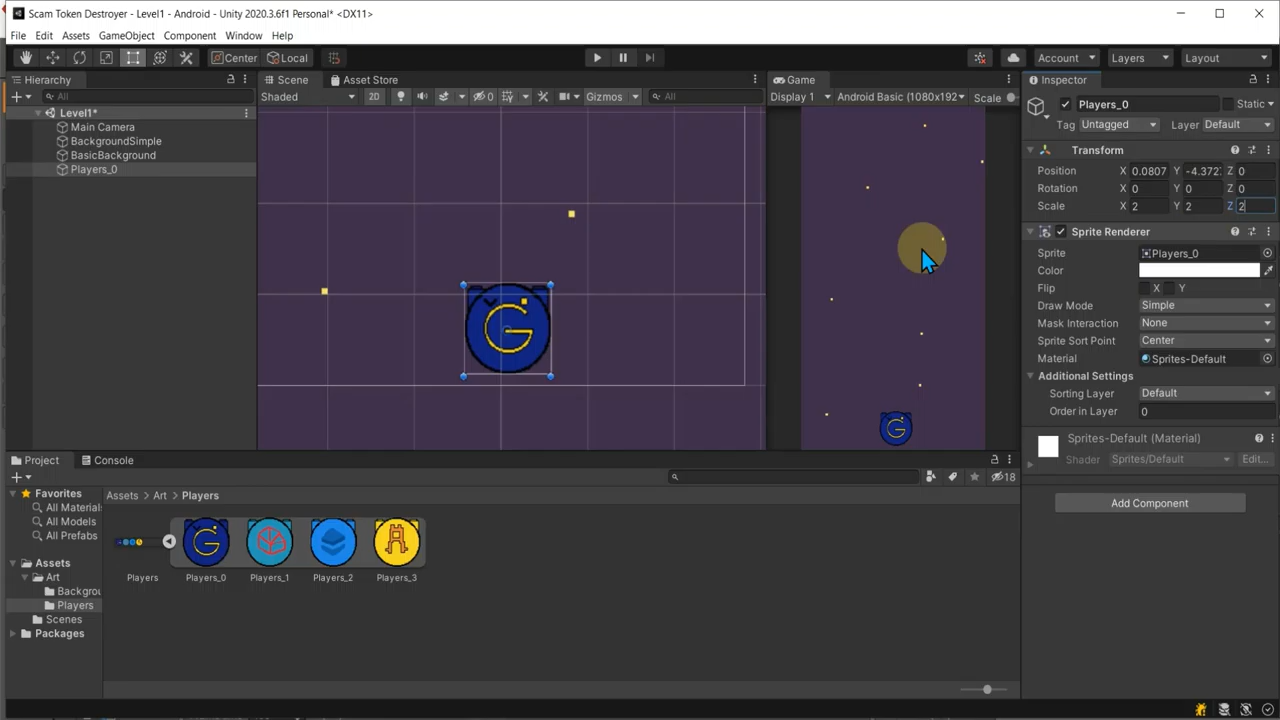 Scam Token Destroyer - Level1 - Android - Unity 2020.3.6f1 Personal* <DX11>
File Edit Assets GameObject Component Window Help
Center Local Account Layers Layout
Hierarchy Scene Asset Store Game Inspector
All Shaded 2D 0 Gizmos All Display 1 Android Basic (1080x192 Scale Players_0 Static
Level1*
Tag Untagged Layer Default
Main Camera
BackgroundSimple
BasicBackground
Players_0
Transform
Position X 0.0807 Y -4.372 Z 0
Rotation X 0 Y 0 Z 0
Scale X 2 Y 2 Z 2
Sprite Renderer
Sprite Players_0
Color
Flip X Y
Draw Mode Simple
Mask Interaction None
Sprite Sort Point Center
Material Sprites-Default
Additional Settings
Sorting Layer Default
Order in Layer 0
Sprites-Default (Material)
Shader Sprites/Default Edit...
Add Component
G
G
Project Console
18
Favorites
All Materials
All Models
All Prefabs
Assets
Art
Backgrou
Players
Scenes
Packages
Assets Art Players
G
Players Players_0 Players_1 Players_2 Players_3